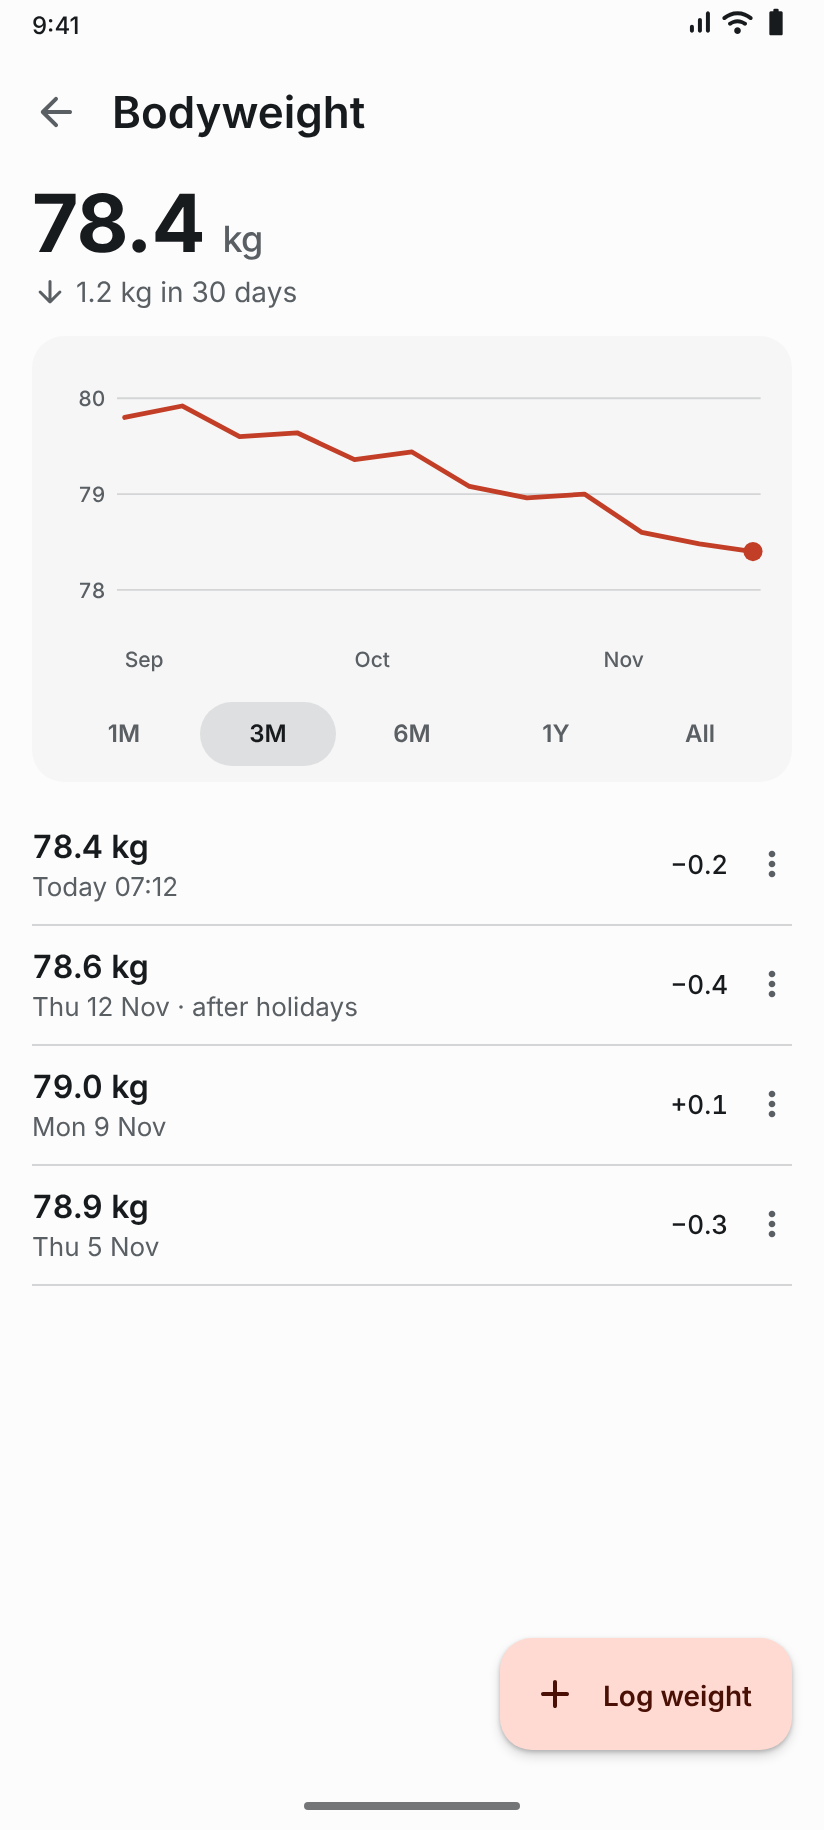 9:41
Bodyweight
78.4 kg
1.2 kg in 30 days
80
79
78
Sep Oct Nov
1M 3M 6M 1Y All
78.4 kg
Today 07:12
−0.2
78.6 kg
Thu 12 Nov · after holidays
−0.4
79.0 kg
Mon 9 Nov
+0.1
78.9 kg
Thu 5 Nov
−0.3
Log weight